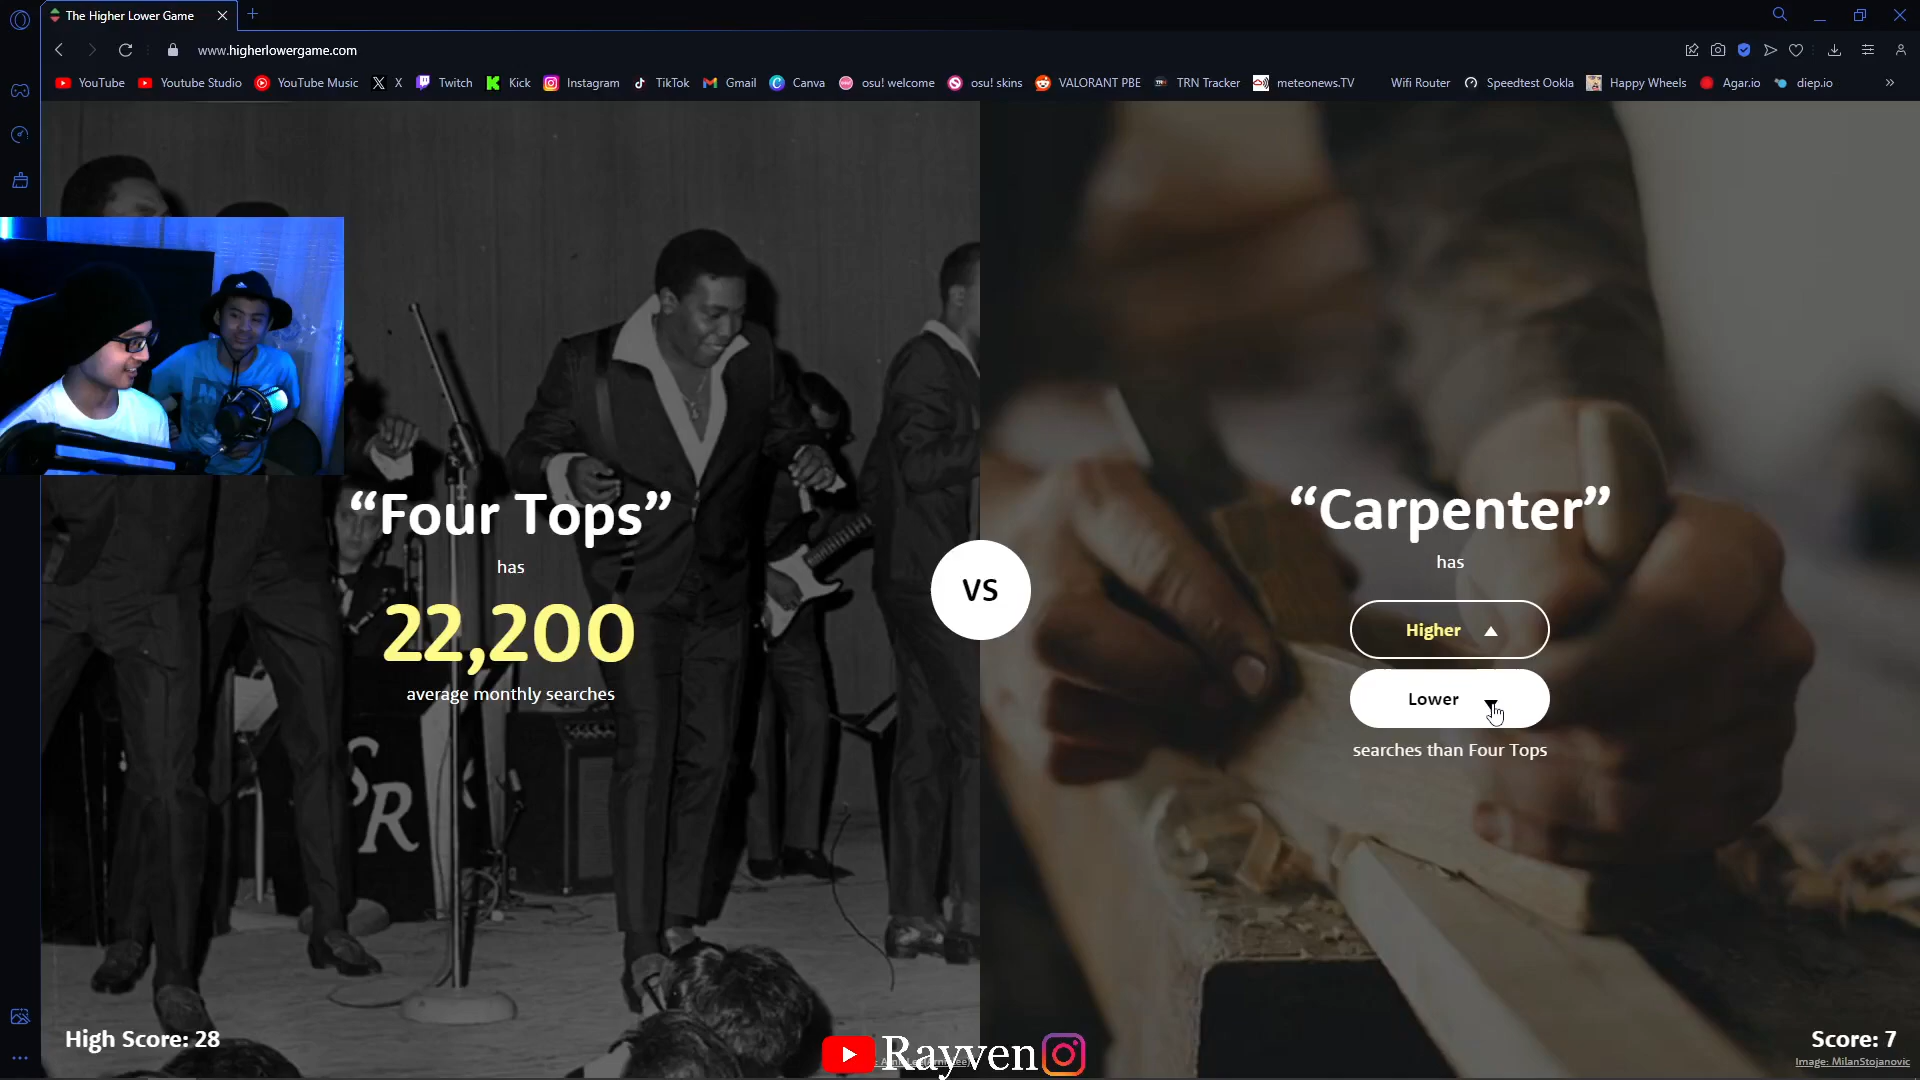 The Higher Lower Game
www.higherlowergame.com
YouTube
Youtube Studio
YouTube Music
X
Twitch
Kick
Instagram
TikTok
Gmail
Canva
osu! welcome
osu! skins
VALORANT PBE
TRN Tracker
meteonews.TV
Wifi Router
Speedtest Ookla
Happy Wheels
Agar.io
diep.io
“Four Tops”
has
22,200
average monthly searches
VS
“Carpenter”
has
Higher
Lower
searches than Four Tops
SR
High Score: 28
Rayven
Score: 7
Image: MilanStojanovic